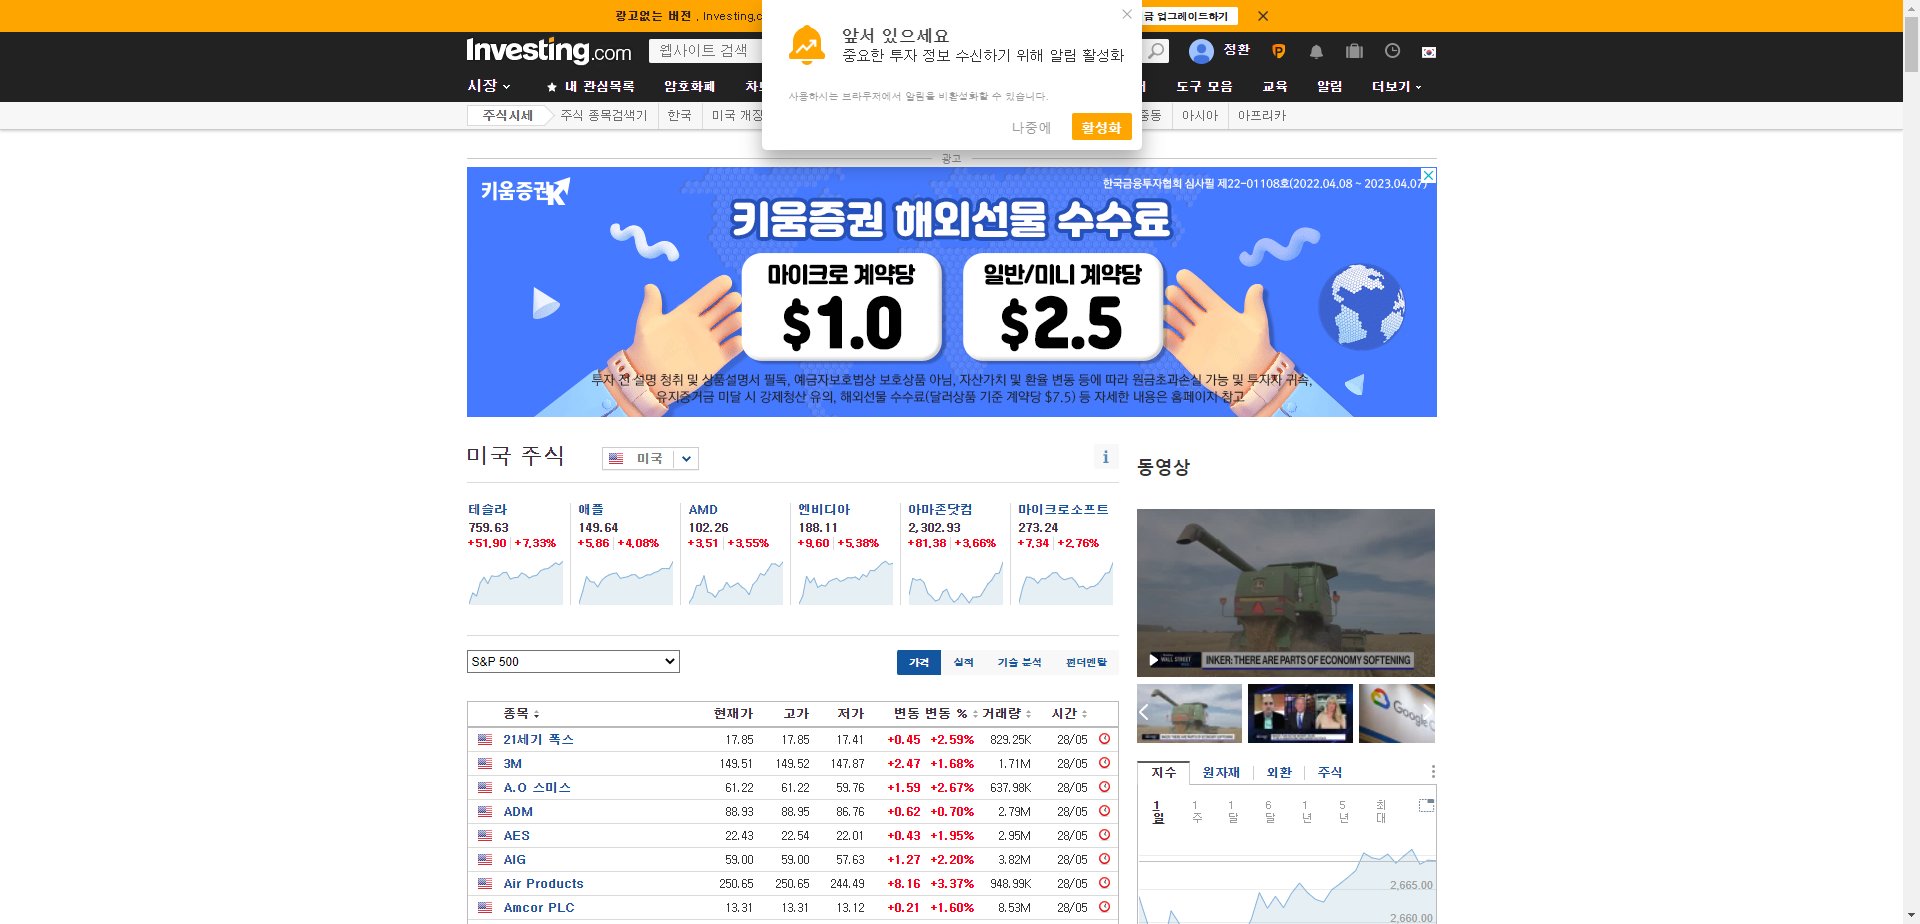 광고없는 버전
금 업그레이드하기
앞서 있으세요
중요한 투자 정보 수신하기 위해 알림 활성화
사용하시는 브라우저에서 알림을 비활성화할 수 있습니다.
나중에
활성화
Investing.com
웹사이트 검색
정환
시장
내 관심목록
암호화폐
도구 모음
교육
알림
더보기
주식시세
주식 종목검색기
한국
미국 개장
중동
아시아
아프리카
광고
키움증권
한국금융투자협회 심사필 제22-01108호(2022.04.08 ~ 2023.04.07)
키움증권 해외선물 수수료
마이크로 계약당
$1.0
일반/미니 계약당
$2.5
투자 전 설명 청취 및 상품설명서 필독, 예금자보호법상 보호상품 아님, 자산가치 및 환율 변동 등에 따라 원금초과손실 가능 및 투자자 귀속,
유지증거금 미달 시 강제청산 유의, 해외선물 수수료(달러상품 기준 계약당 $7.5) 등 자세한 내용은 홈페이지 참고
미국 주식
미국
i
테슬라
759.63
+51.90 +7.33%
애플
149.64
+5.86 +4.08%
AMD
102.26
+3.51 +3.55%
엔비디아
188.11
+9.60 +5.38%
아마존닷컴
2,302.93
+81.38 +3.66%
마이크로소프트
273.24
+7.34 +2.76%
S&P 500
가격
실적
기술 분석
펀더멘탈
종목 현재가 고가 저가 변동 변동 % 거래량 시간
21세기 폭스 17.85 17.85 17.41 +0.45 +2.59% 829.25K 28/05
3M 149.51 149.52 147.87 +2.47 +1.68% 1.71M 28/05
A.O 스미스 61.22 61.22 59.76 +1.59 +2.67% 637.98K 28/05
ADM 88.93 88.95 86.76 +0.62 +0.70% 2.79M 28/05
AES 22.43 22.54 22.01 +0.43 +1.95% 2.95M 28/05
AIG 59.00 59.00 57.63 +1.27 +2.20% 3.82M 28/05
Air Products 250.65 250.65 244.49 +8.16 +3.37% 948.99K 28/05
Amcor PLC 13.31 13.31 13.12 +0.21 +1.60% 8.53M 28/05
동영상
WALL STREET
INKER: THERE ARE PARTS OF ECONOMY SOFTENING
Google
지수
원자재
외환
주식
1일
1주
1달
6달
1년
5년
최대
2,665.00
2,660.00